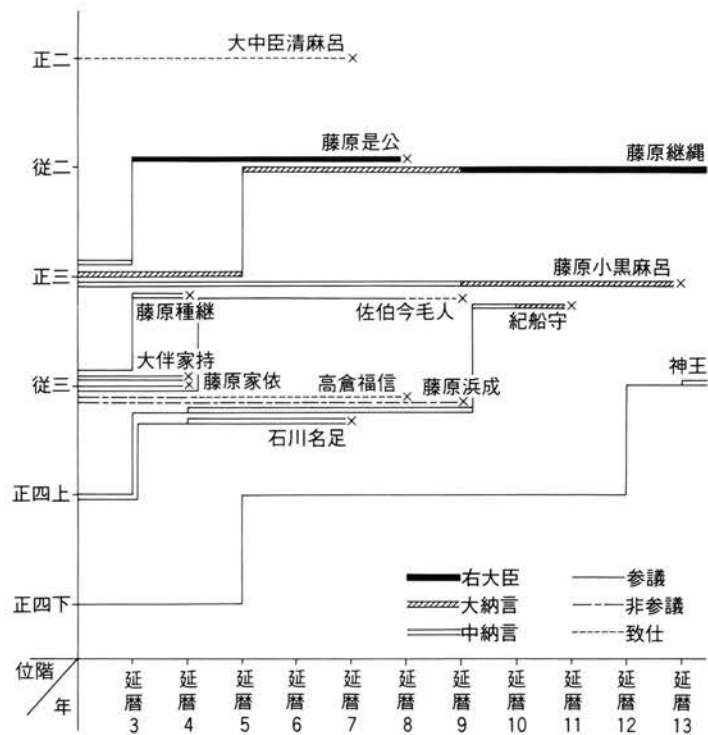 正二
大中臣清麻呂
藤原是公
藤原継縄
従二
正三
藤原小黒麻呂
藤原種継
佐伯今毛人
紀船守
大伴家持
藤原家依
高倉福信
藤原浜成
神王
従三
石川名足
正四上
正四下
右大臣
参議
大納言
非参議
中納言
致仕
位階
年
延暦3
延暦4
延暦5
延暦6
延暦7
延暦8
延暦9
延暦10
延暦11
延暦12
延暦13